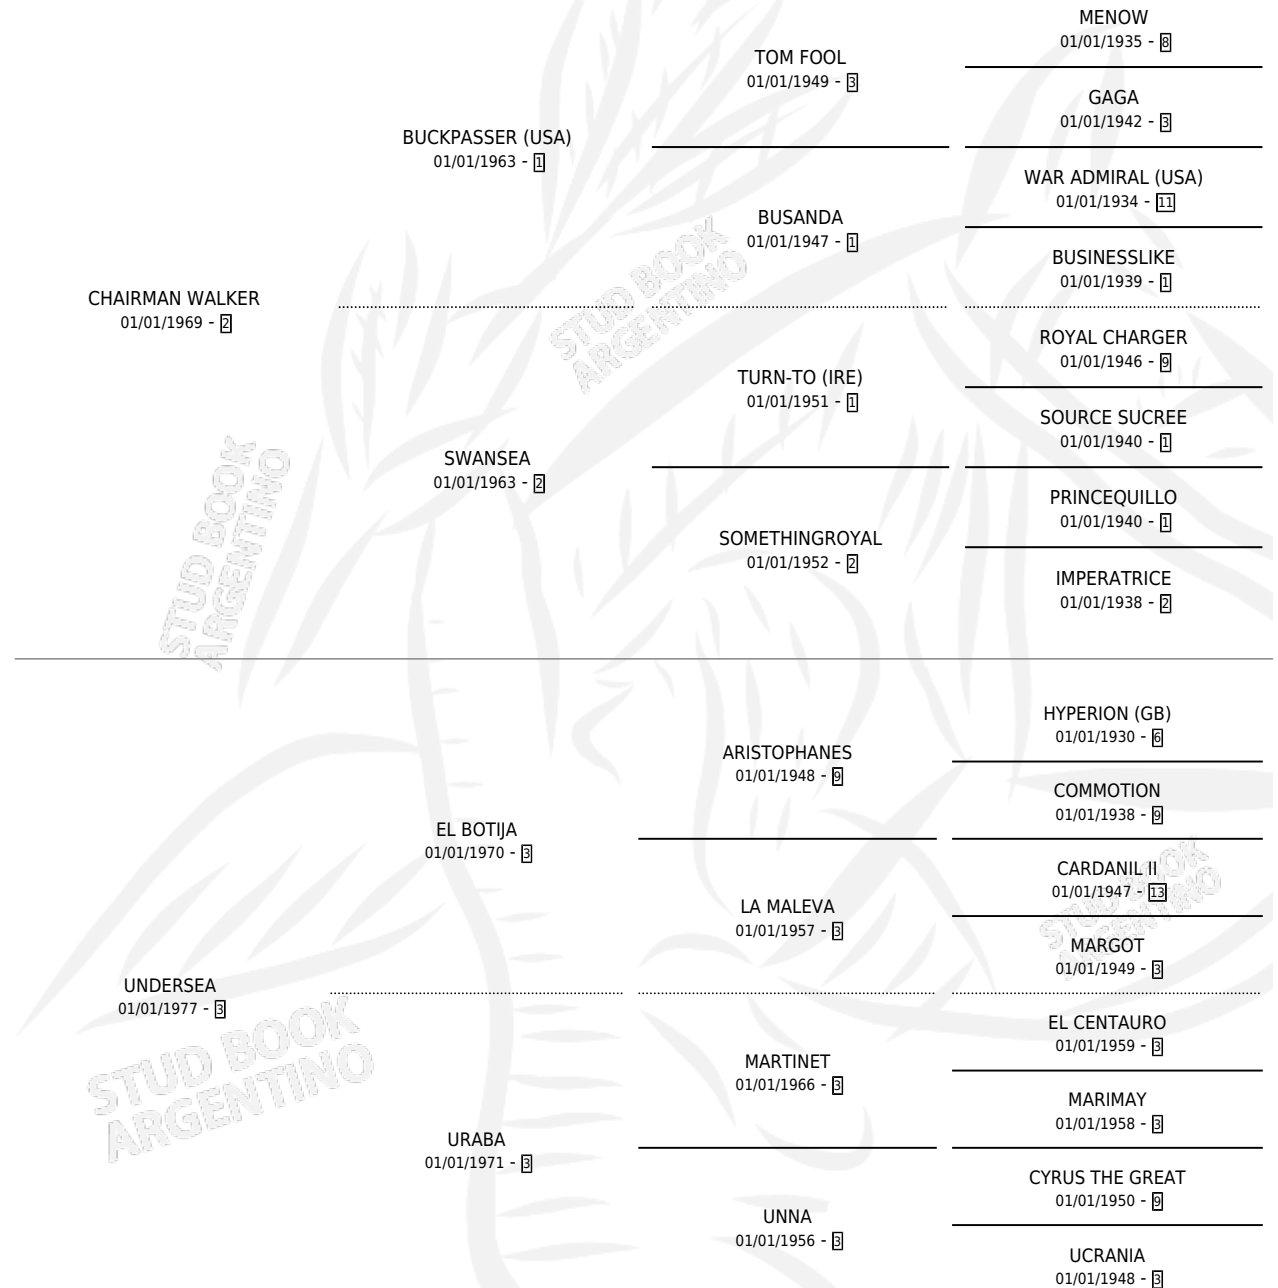 MENOW
01/01/1935 - 8
TOM FOOL
01/01/1949 - 3
GAGA
01/01/1942 - 3
BUCKPASSER (USA)
01/01/1963 - 1
WAR ADMIRAL (USA)
01/01/1934 - 11
BUSANDA
01/01/1947 - 1
BUSINESSLIKE
01/01/1939 - 1
CHAIRMAN WALKER
01/01/1969 - 2
ROYAL CHARGER
01/01/1946 - 9
TURN-TO (IRE)
01/01/1951 - 1
SOURCE SUCREE
01/01/1940 - 1
SWANSEA
01/01/1963 - 2
PRINCEQUILLO
01/01/1940 - 1
SOMETHINGROYAL
01/01/1952 - 2
IMPERATRICE
01/01/1938 - 2
HYPERION (GB)
01/01/1930 - 6
ARISTOPHANES
01/01/1948 - 9
COMMOTION
01/01/1938 - 9
EL BOTIJA
01/01/1970 - 3
CARDANIL II
01/01/1947 - 13
LA MALEVA
01/01/1957 - 3
MARGOT
01/01/1949 - 3
UNDERSEA
01/01/1977 - 3
EL CENTAURO
01/01/1959 - 3
MARTINET
01/01/1966 - 3
MARIMAY
01/01/1958 - 3
URABA
01/01/1971 - 3
CYRUS THE GREAT
01/01/1950 - 9
UNNA
01/01/1956 - 3
UCRANIA
01/01/1948 - 3
STUD BOOK
ARGENTINO
STUD BOOK
ARGENTINO
STUD BOOK
ARGENTINO
STUD BOOK
ARGENTINO